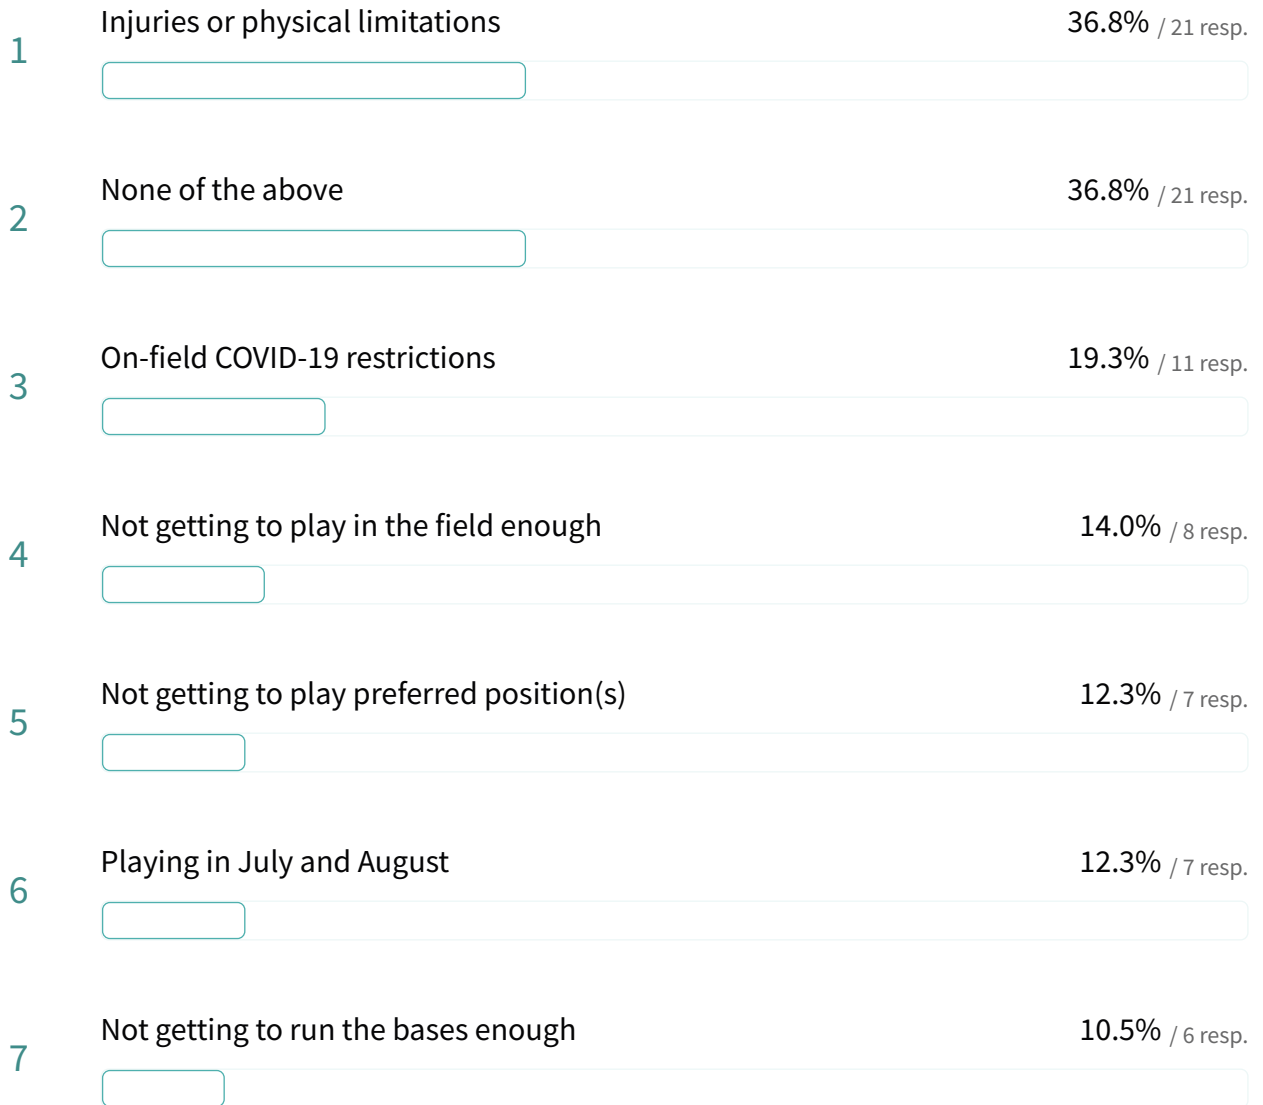 1
Injuries or physical limitations
36.8% / 21 resp.
2
None of the above
36.8% / 21 resp.
3
On-field COVID-19 restrictions
19.3% / 11 resp.
4
Not getting to play in the field enough
14.0% / 8 resp.
5
Not getting to play preferred position(s)
12.3% / 7 resp.
6
Playing in July and August
12.3% / 7 resp.
7
Not getting to run the bases enough
10.5% / 6 resp.